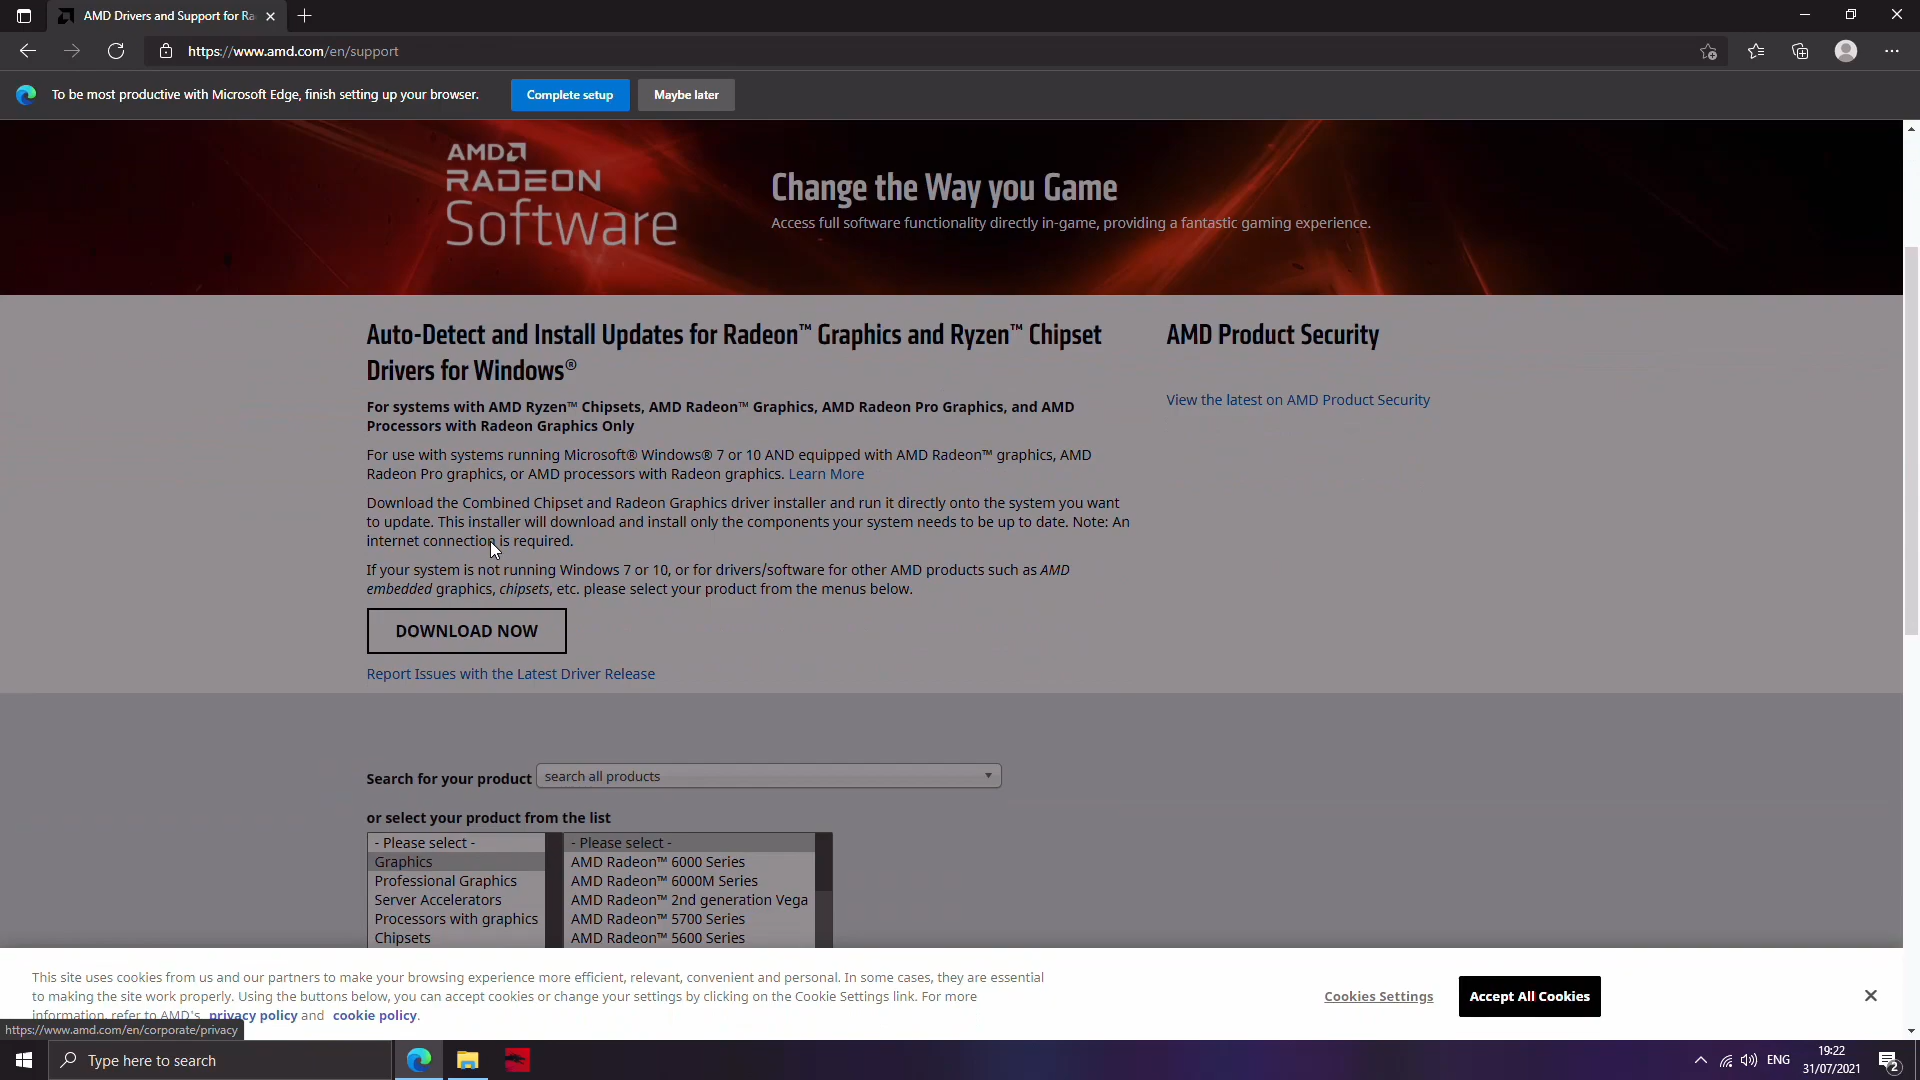 AMD Drivers and Support for Ra
https://www.amd.com/en/support
To be most productive with Microsoft Edge, finish setting up your browser.
Complete setup
Maybe later
AMD
RADEON
Software
Change the Way you Game
Access full software functionality directly in-game, providing a fantastic gaming experience.
Auto-Detect and Install Updates for Radeon™ Graphics and Ryzen™ Chipset
Drivers for Windows®
For systems with AMD Ryzen™ Chipsets, AMD Radeon™ Graphics, AMD Radeon Pro Graphics, and AMD
Processors with Radeon Graphics Only
For use with systems running Microsoft® Windows® 7 or 10 AND equipped with AMD Radeon™ graphics, AMD
Radeon Pro graphics, or AMD processors with Radeon graphics. Learn More
Download the Combined Chipset and Radeon Graphics driver installer and run it directly onto the system you want
to update. This installer will download and install only the components your system needs to be up to date. Note: An
internet connection is required.
If your system is not running Windows 7 or 10, or for drivers/software for other AMD products such as AMD
embedded graphics, chipsets, etc. please select your product from the menus below.
DOWNLOAD NOW
Report Issues with the Latest Driver Release
AMD Product Security
View the latest on AMD Product Security
Search for your product
search all products
or select your product from the list
- Please select -
Graphics
Professional Graphics
Server Accelerators
Processors with graphics
Chipsets
- Please select -
AMD Radeon™ 6000 Series
AMD Radeon™ 6000M Series
AMD Radeon™ 2nd generation Vega
AMD Radeon™ 5700 Series
AMD Radeon™ 5600 Series
This site uses cookies from us and our partners to make your browsing experience more efficient, relevant, convenient and personal. In some cases, they are essential
to making the site work properly. Using the buttons below, you can accept cookies or change your settings by clicking on the Cookie Settings link. For more
information, refer to AMD's privacy policy and cookie policy.
Cookies Settings
Accept All Cookies
https://www.amd.com/en/corporate/privacy
Type here to search
ENG
19:22
31/07/2021
2